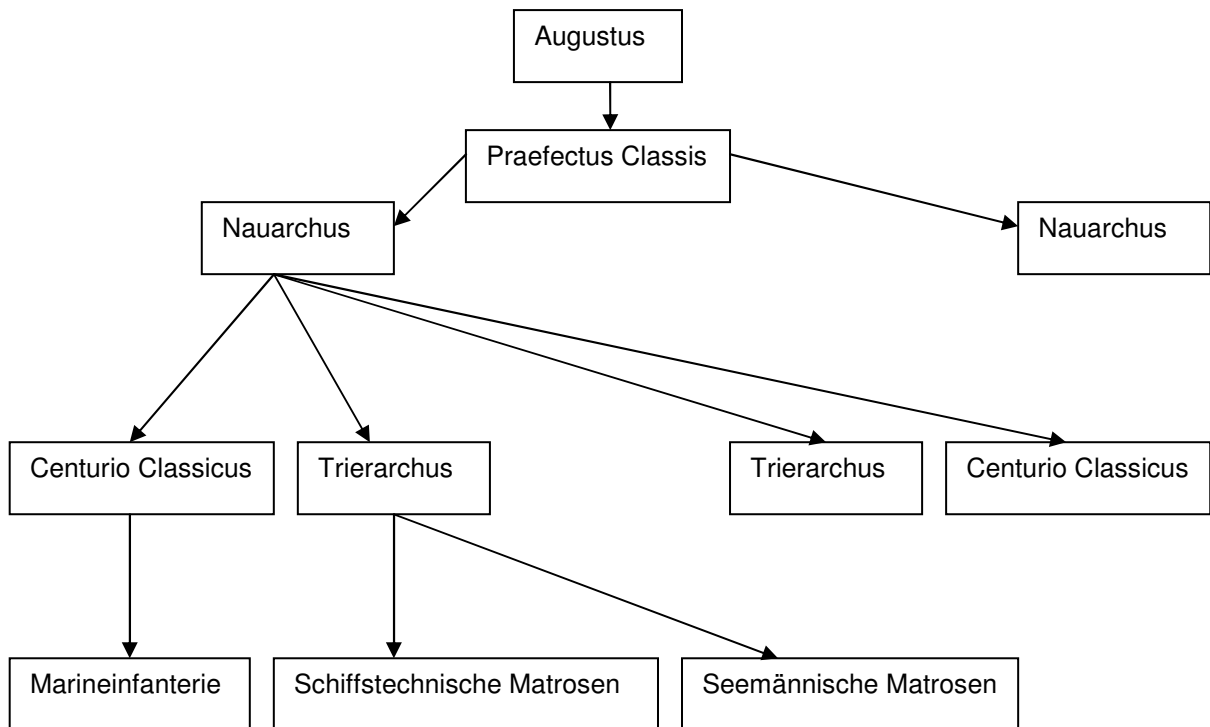 Augustus
Praefectus Classis
Nauarchus
Nauarchus
Centurio Classicus
Trierarchus
Trierarchus
Centurio Classicus
Marineinfanterie
Schiffstechnische Matrosen
Seemännische Matrosen